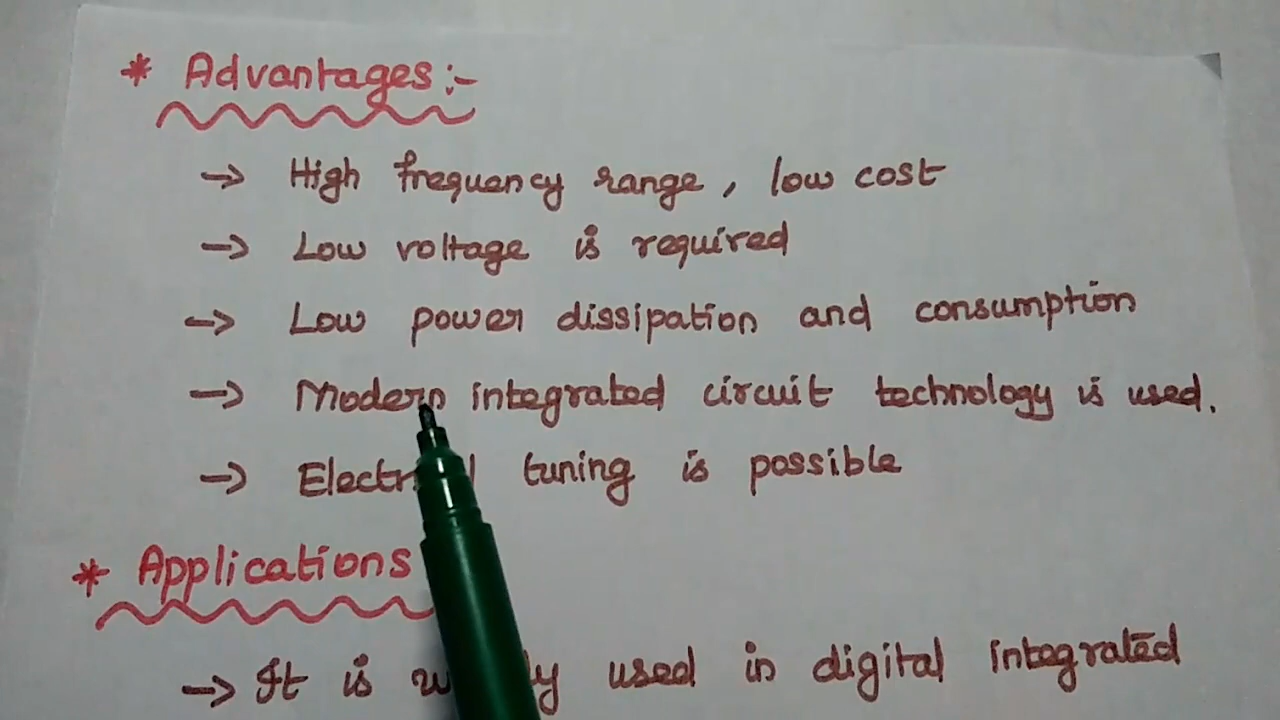 * Advantages :-
→ High frequency range, low cost
→ Low voltage is required
→ Low power dissipation and consumption
→ Modern integrated circuit technology is used.
→ tuning is possible
* Applications
→ It is used in digital integrated